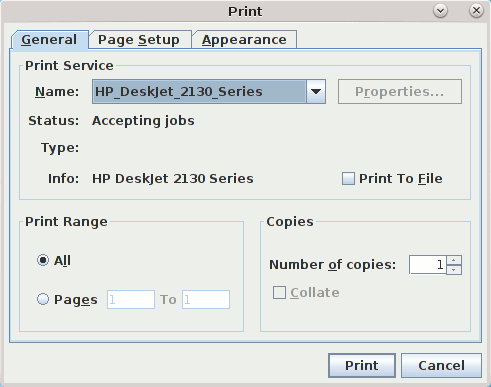 Print
General Page Setup Appearance
Print Service
Name: HP_DeskJet_2130_Series Properties...
Status: Accepting jobs
Type:
Info: HP DeskJet 2130 Series Print To File
Print Range
All
Pages 1 To 1
Copies
Number of copies: 1
Collate
Print Cancel